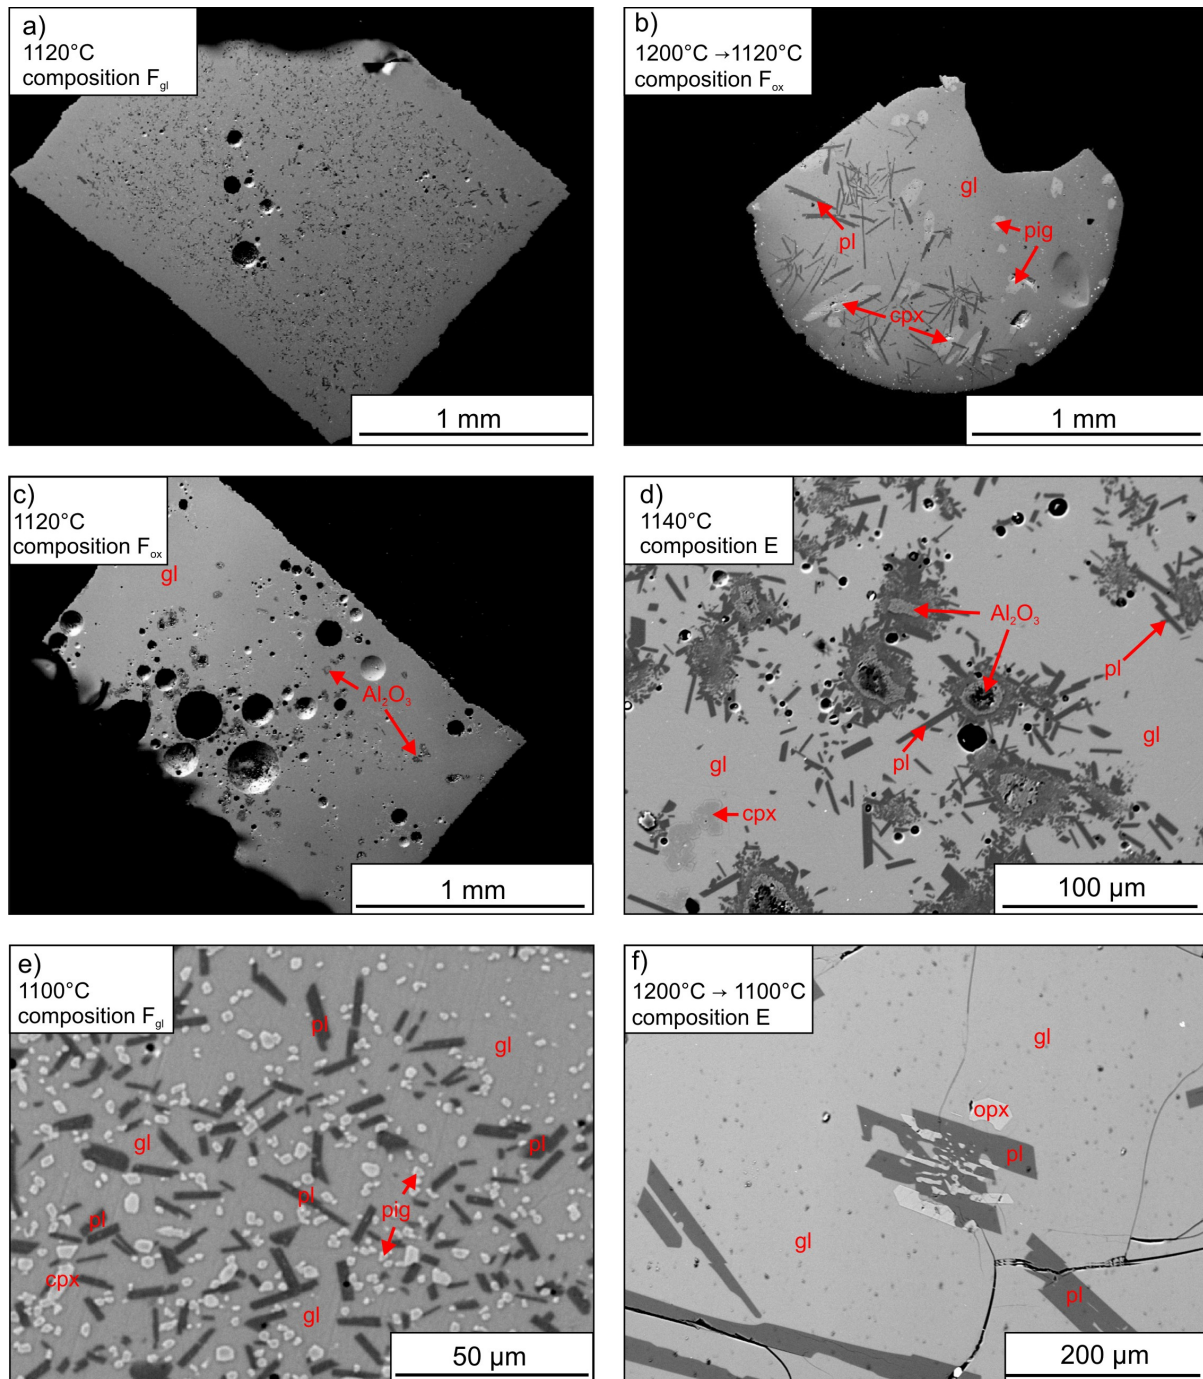 a)
1120°C
composition Fgl
1 mm
b)
1200°C →1120°C
composition Fox
gl
pl
pig
cpx
1 mm
c)
1120°C
composition Fox
gl
Al₂O₃
1 mm
d)
1140°C
composition E
Al₂O₃
pl
pl
gl
gl
cpx
100 µm
e)
1100°C
composition Fgl
pl
gl
gl
pl
pl
pig
pl
cpx
gl
50 µm
f)
1200°C → 1100°C
composition E
gl
opx
pl
gl
pl
200 µm